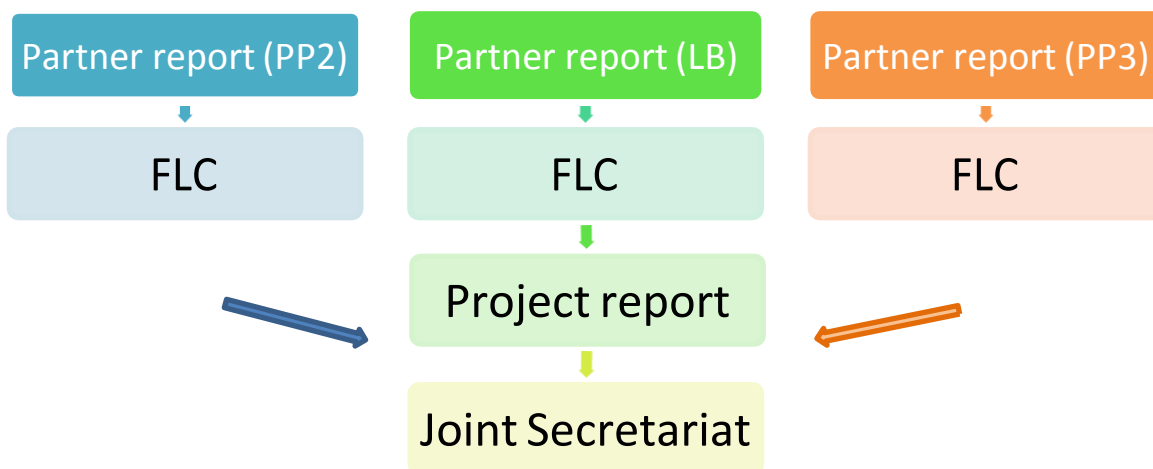 Partner report (PP2)
Partner report (LB)
Partner report (PP3)
FLC
FLC
FLC
Project report
Joint Secretariat